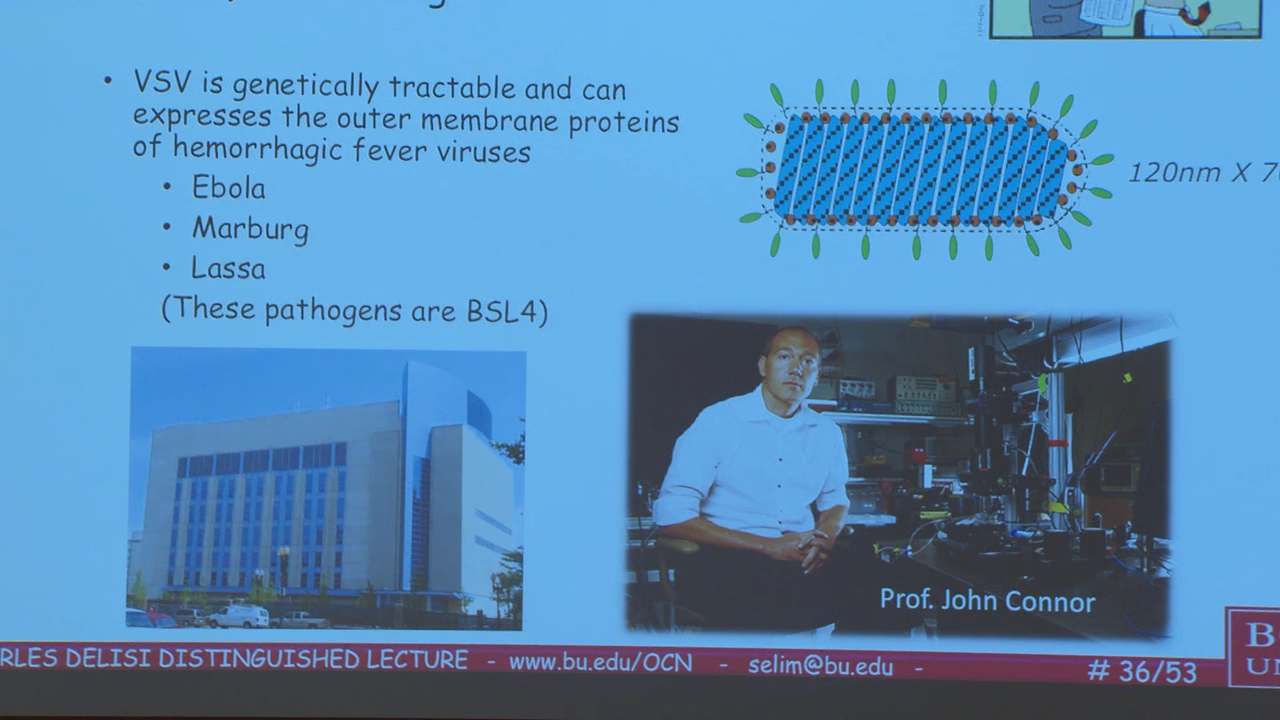 • VSV is genetically tractable and can
expresses the outer membrane proteins
of hemorrhagic fever viruses
• Ebola
• Marburg
• Lassa
(These pathogens are BSL4)
120nm X
Prof. John Connor
DELISI DISTINGUISHED LECTURE - www.bu.edu/OCN - selim@bu.edu -
# 36/53